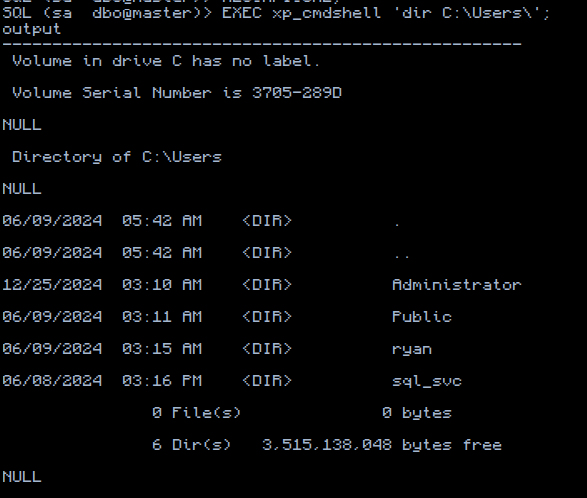 SQL (sa  dbo@master)> EXEC xp_cmdshell 'dir C:\Users\';
output
----------------------------------------------------
 Volume in drive C has no label.
 Volume Serial Number is 3705-289D
NULL
 Directory of C:\Users
NULL
06/09/2024  05:42 AM    <DIR>          .
06/09/2024  05:42 AM    <DIR>          ..
12/25/2024  03:10 AM    <DIR>          Administrator
06/09/2024  03:11 AM    <DIR>          Public
06/09/2024  03:15 AM    <DIR>          ryan
06/08/2024  03:16 PM    <DIR>          sql_svc
               0 File(s)              0 bytes
               6 Dir(s)   3,515,138,048 bytes free
NULL